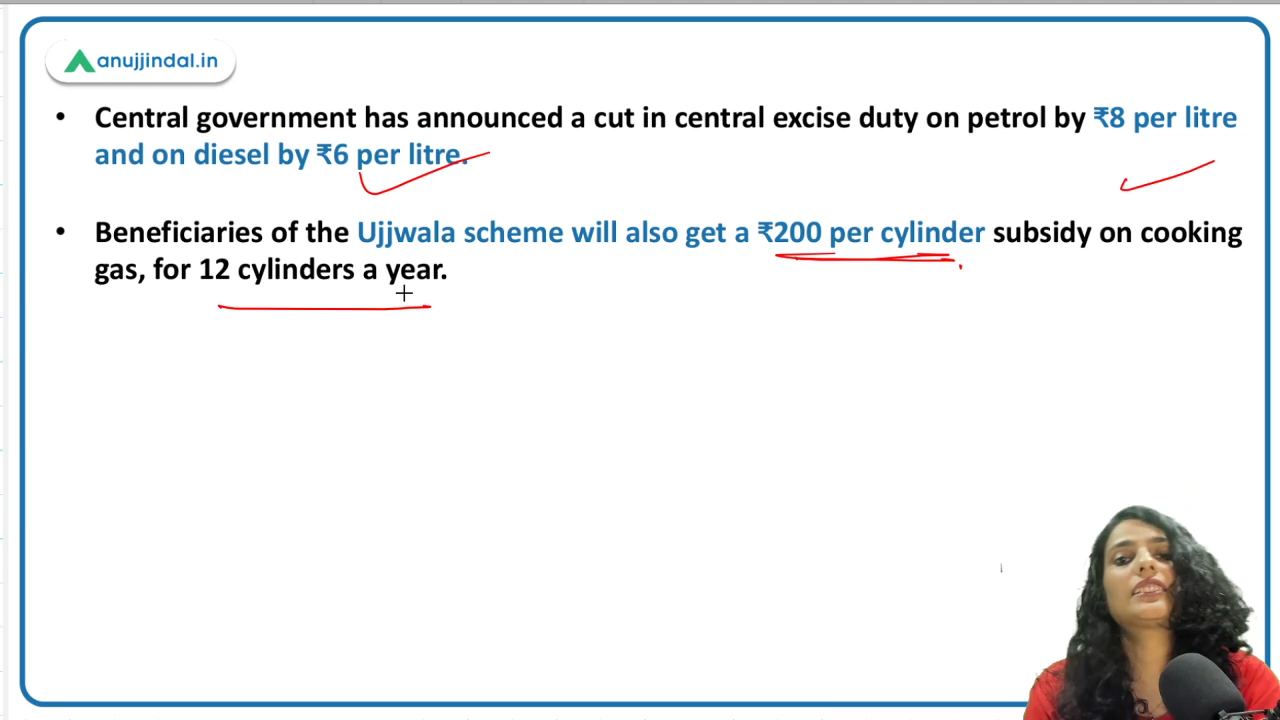 anujjindal.in
• Central government has announced a cut in central excise duty on petrol by ₹8 per litre
and on diesel by ₹6 per litre.
• Beneficiaries of the Ujjwala scheme will also get a ₹200 per cylinder subsidy on cooking
gas, for 12 cylinders a year.